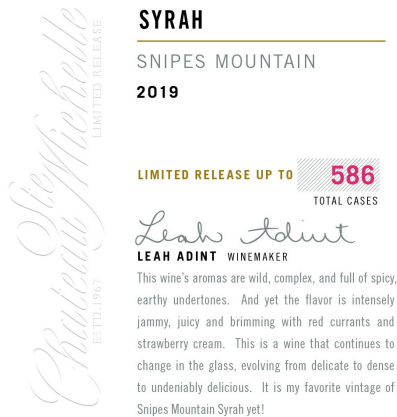 SYRAH
SNIPES MOUNTAIN
2019
LIMITED RELEASE UP TO 586
TOTAL CASES
Leah Adint
LEAH ADINT WINEMAKER
This wine's aromas are wild, complex, and full of spicy,
earthy undertones. And yet the flavor is intensely
jammy, juicy and brimming with red currants and
strawberry cream. This is a wine that continues to
change in the glass, evolving from delicate to dense
to undeniably delicious. It is my favorite vintage of
Snipes Mountain Syrah yet!
Chateau Ste Michelle
LIMITED RELEASE
ESTD.1967